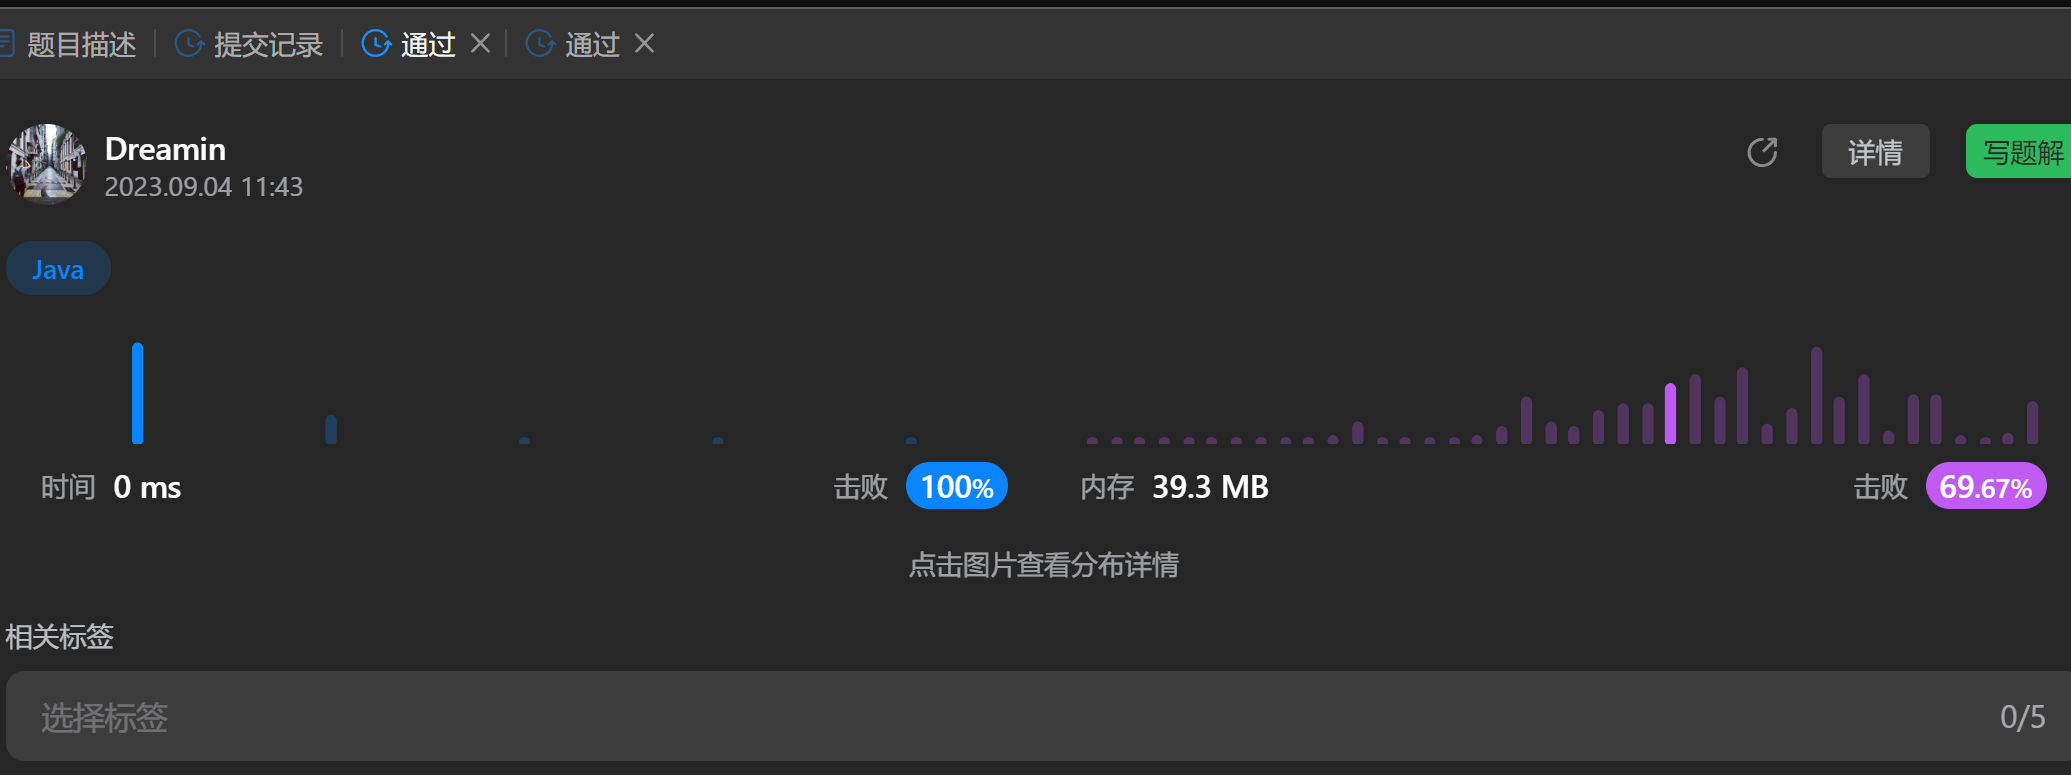 题目描述 提交记录 通过 通过
Dreamin
2023.09.04 11:43
详情
写题解
Java
时间 0 ms
击败 100%
内存 39.3 MB
击败 69.67%
点击图片查看分布详情
相关标签
选择标签
0/5